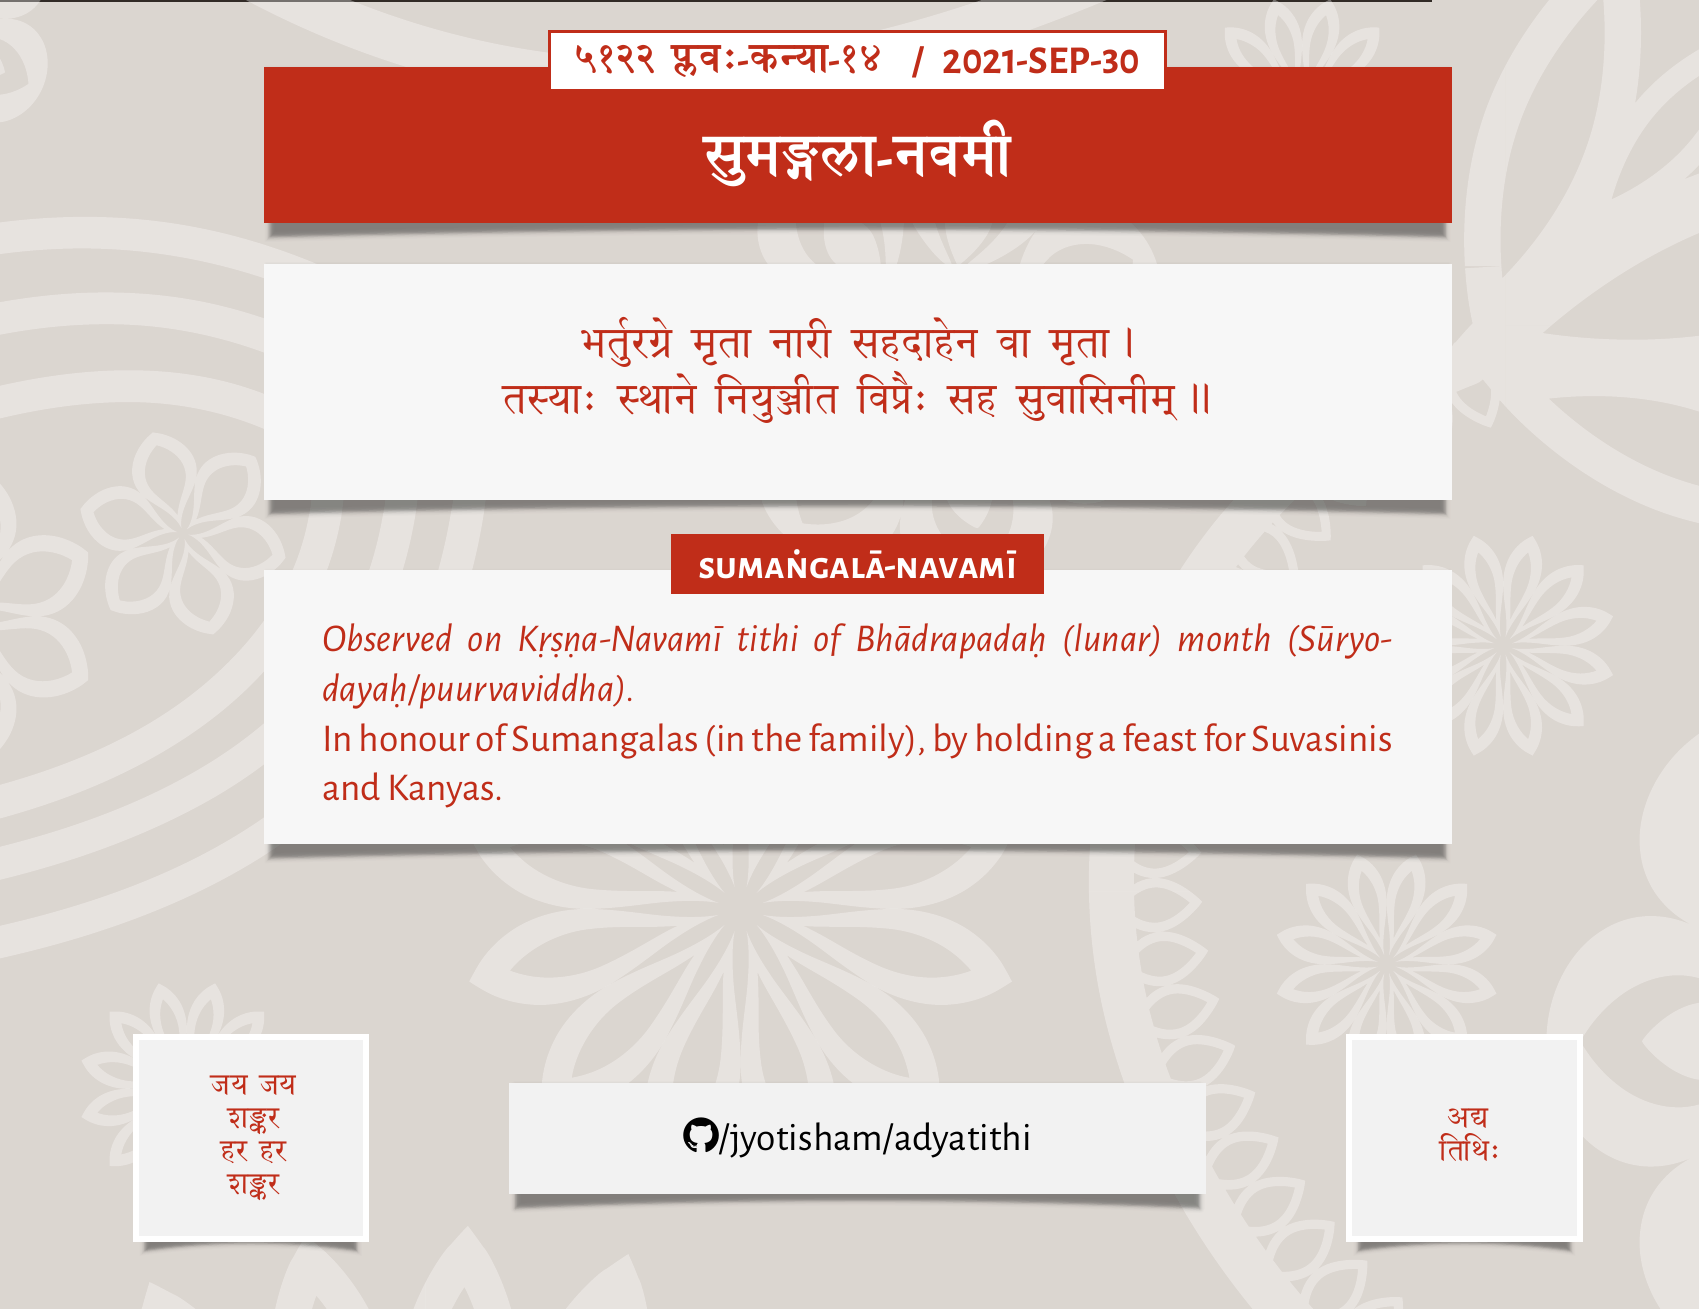 ५१२२ प्लवः-कन्या-१४ / 2021-SEP-30
सुमङ्गला-नवमी
भर्तुरग्रे मृता नारी सहदाहेन वा मृता ।
तस्याः स्थाने नियुञ्जीत विप्रैः सह सुवासिनीम् ॥
SUMAṄGALĀ-NAVAMĪ
Observed on Kṛṣṇa-Navamī tithi of Bhādrapadaḥ (lunar) month (Sūryo-
dayaḥ/puurvaviddha).
In honour of Sumangalas (in the family), by holding a feast for Suvasinis
and Kanyas.
जय जय
शङ्कर
हर हर
शङ्कर
/jyotisham/adyatithi
अद्य
तिथिः